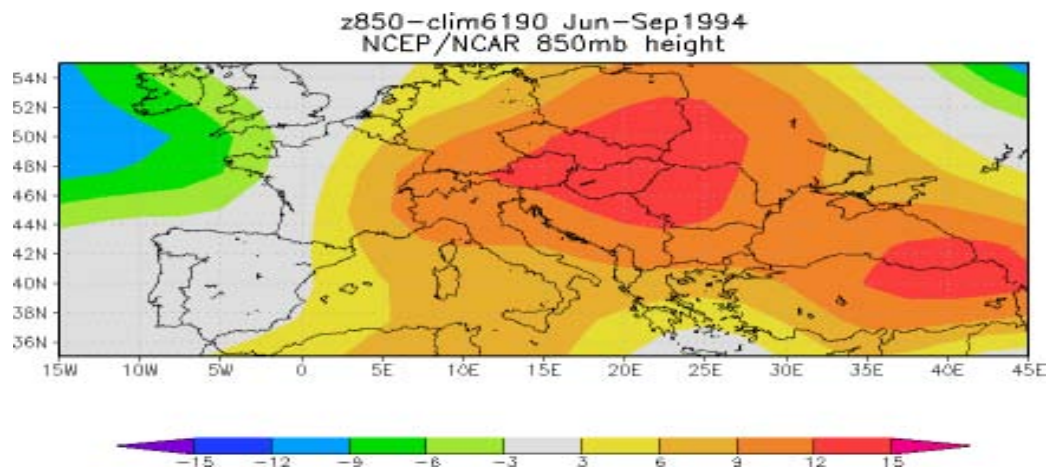 z850-clim6190 Jun-Sep1994
NCEP/NCAR 850mb height
54N
52N
50N
48N
46N
44N
42N
40N
38N
36N
15W 10W 5W 0 5E 10E 15E 20E 25E 30E 35E 40E 45E
-15 -12 -9 -6 -3 3 6 9 12 15